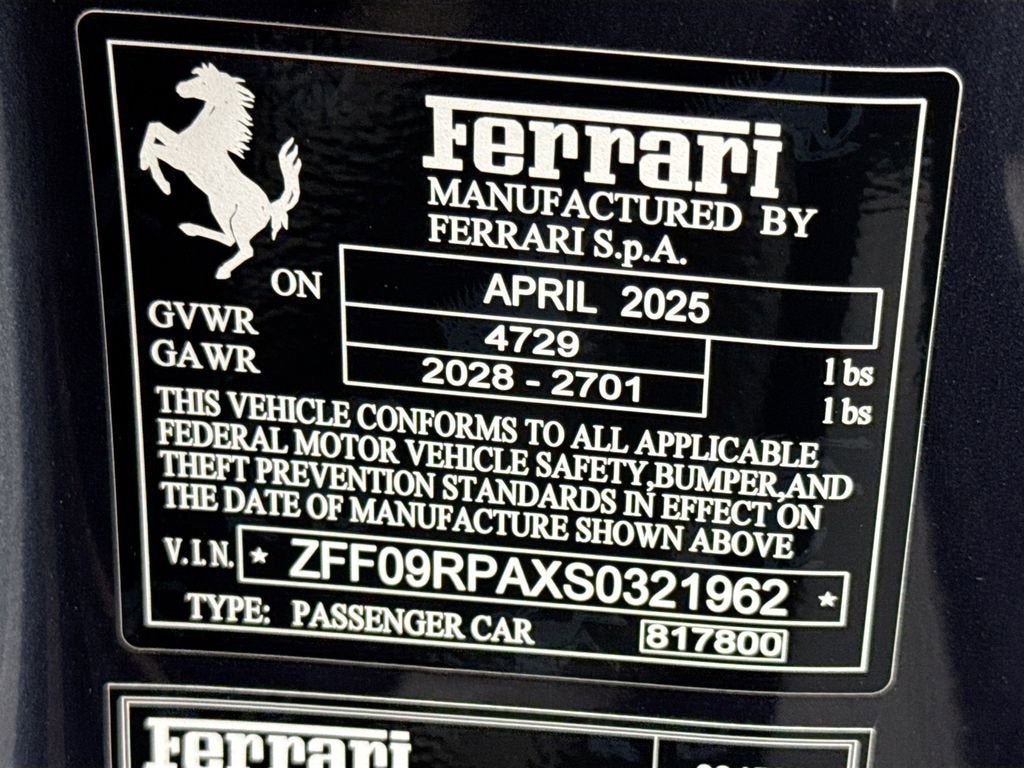 Ferrari
MANUFACTURED BY
FERRARI S.p.A.
ON APRIL 2025
GVWR 4729 lbs
GAWR 2028 - 2701 lbs
THIS VEHICLE CONFORMS TO ALL APPLICABLE
FEDERAL MOTOR VEHICLE SAFETY,BUMPER,AND
THEFT PREVENTION STANDARDS IN EFFECT ON
THE DATE OF MANUFACTURE SHOWN ABOVE
V.I.N. ★ ZFF09RPAXS0321962 ★
TYPE: PASSENGER CAR 817800
Ferrari